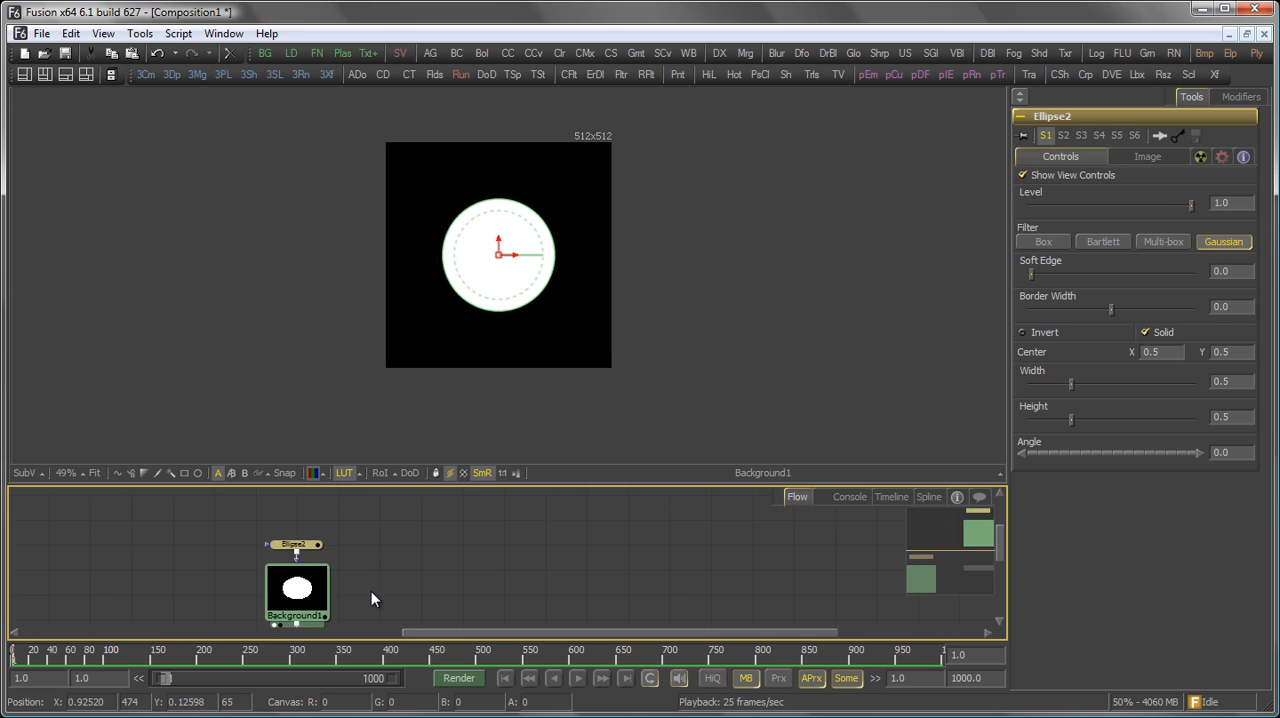 Fusion x64 6.1 build 627 - [Composition1 *]
File Edit View Tools Script Window Help
BG LD FN Plas Txt+ SV AG BC Bol CC CCv Clr CMx CS Gmt SCv WB DX Mrg Blur Dfo DrBl Glo Shrp US SGl VBl DBl Fog Shd Txr Log FLU Grn RN Bmp Elp Ply
3Cm 3Dp 3Mg 3PL 3Sh 3SL 3Rn 3Xf ADo CD CT Flds Run DoD TSp TSt CFlt ErDl Fltr RFlt Pnt HiL Hot PsCl Sh Trls TV pEm pCu pDF pIE pRn pTr Tra CSh Crp DVE Lbx Rsz Scl Xf
Tools Modifiers
Ellipse2
S1 S2 S3 S4 S5 S6
512x512
Controls Image
Show View Controls
Level
1.0
Filter
Box Bartlett Multi-box Gaussian
Soft Edge
0.0
Border Width
0.0
Invert Solid
Center X 0.5 Y 0.5
Width
0.5
Height
0.5
Angle
0.0
SubV 49% Fit A B Snap LUT RoI DoD SmR 1:1 Background1
Flow Console Timeline Spline
Ellipse2
Background1
0 20 40 60 80 100 150 200 250 300 350 400 450 500 550 600 650 700 750 800 850 900 950 1.0
1.0 1.0 << 1000 Render HiQ MB Prx APrx Some >> 1.0 1000.0
Position: X: 0.92520 474 Y: 0.12598 65 Canvas: R: 0 G: 0 B: 0 A: 0 Playback: 25 frames/sec 50% - 4060 MB Idle